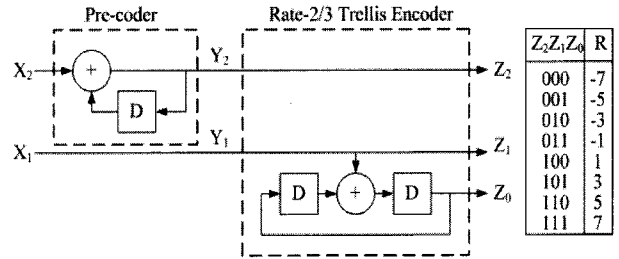 Pre-coder
Rate-2/3 Trellis Encoder
X₂
+
D
Y₂
Z₂
X₁
Y₁
Z₁
D
+
D
Z₀
Z₂Z₁Z₀ R
000 -7
001 -5
010 -3
011 -1
100 1
101 3
110 5
111 7